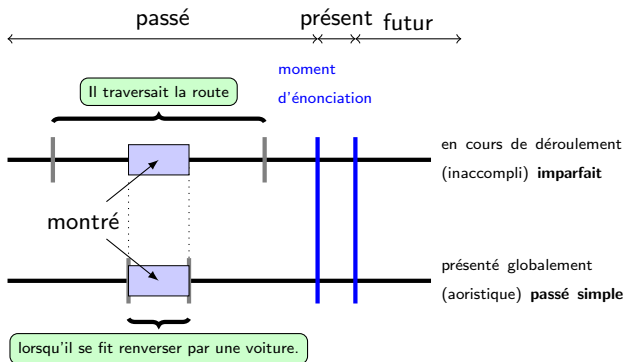 passé
présent
futur
moment
d'énonciation
Il traversait la route
en cours de déroulement
(inaccompli) imparfait
montré
présenté globalement
(aoristique) passé simple
lorsqu'il se fit renverser par une voiture.